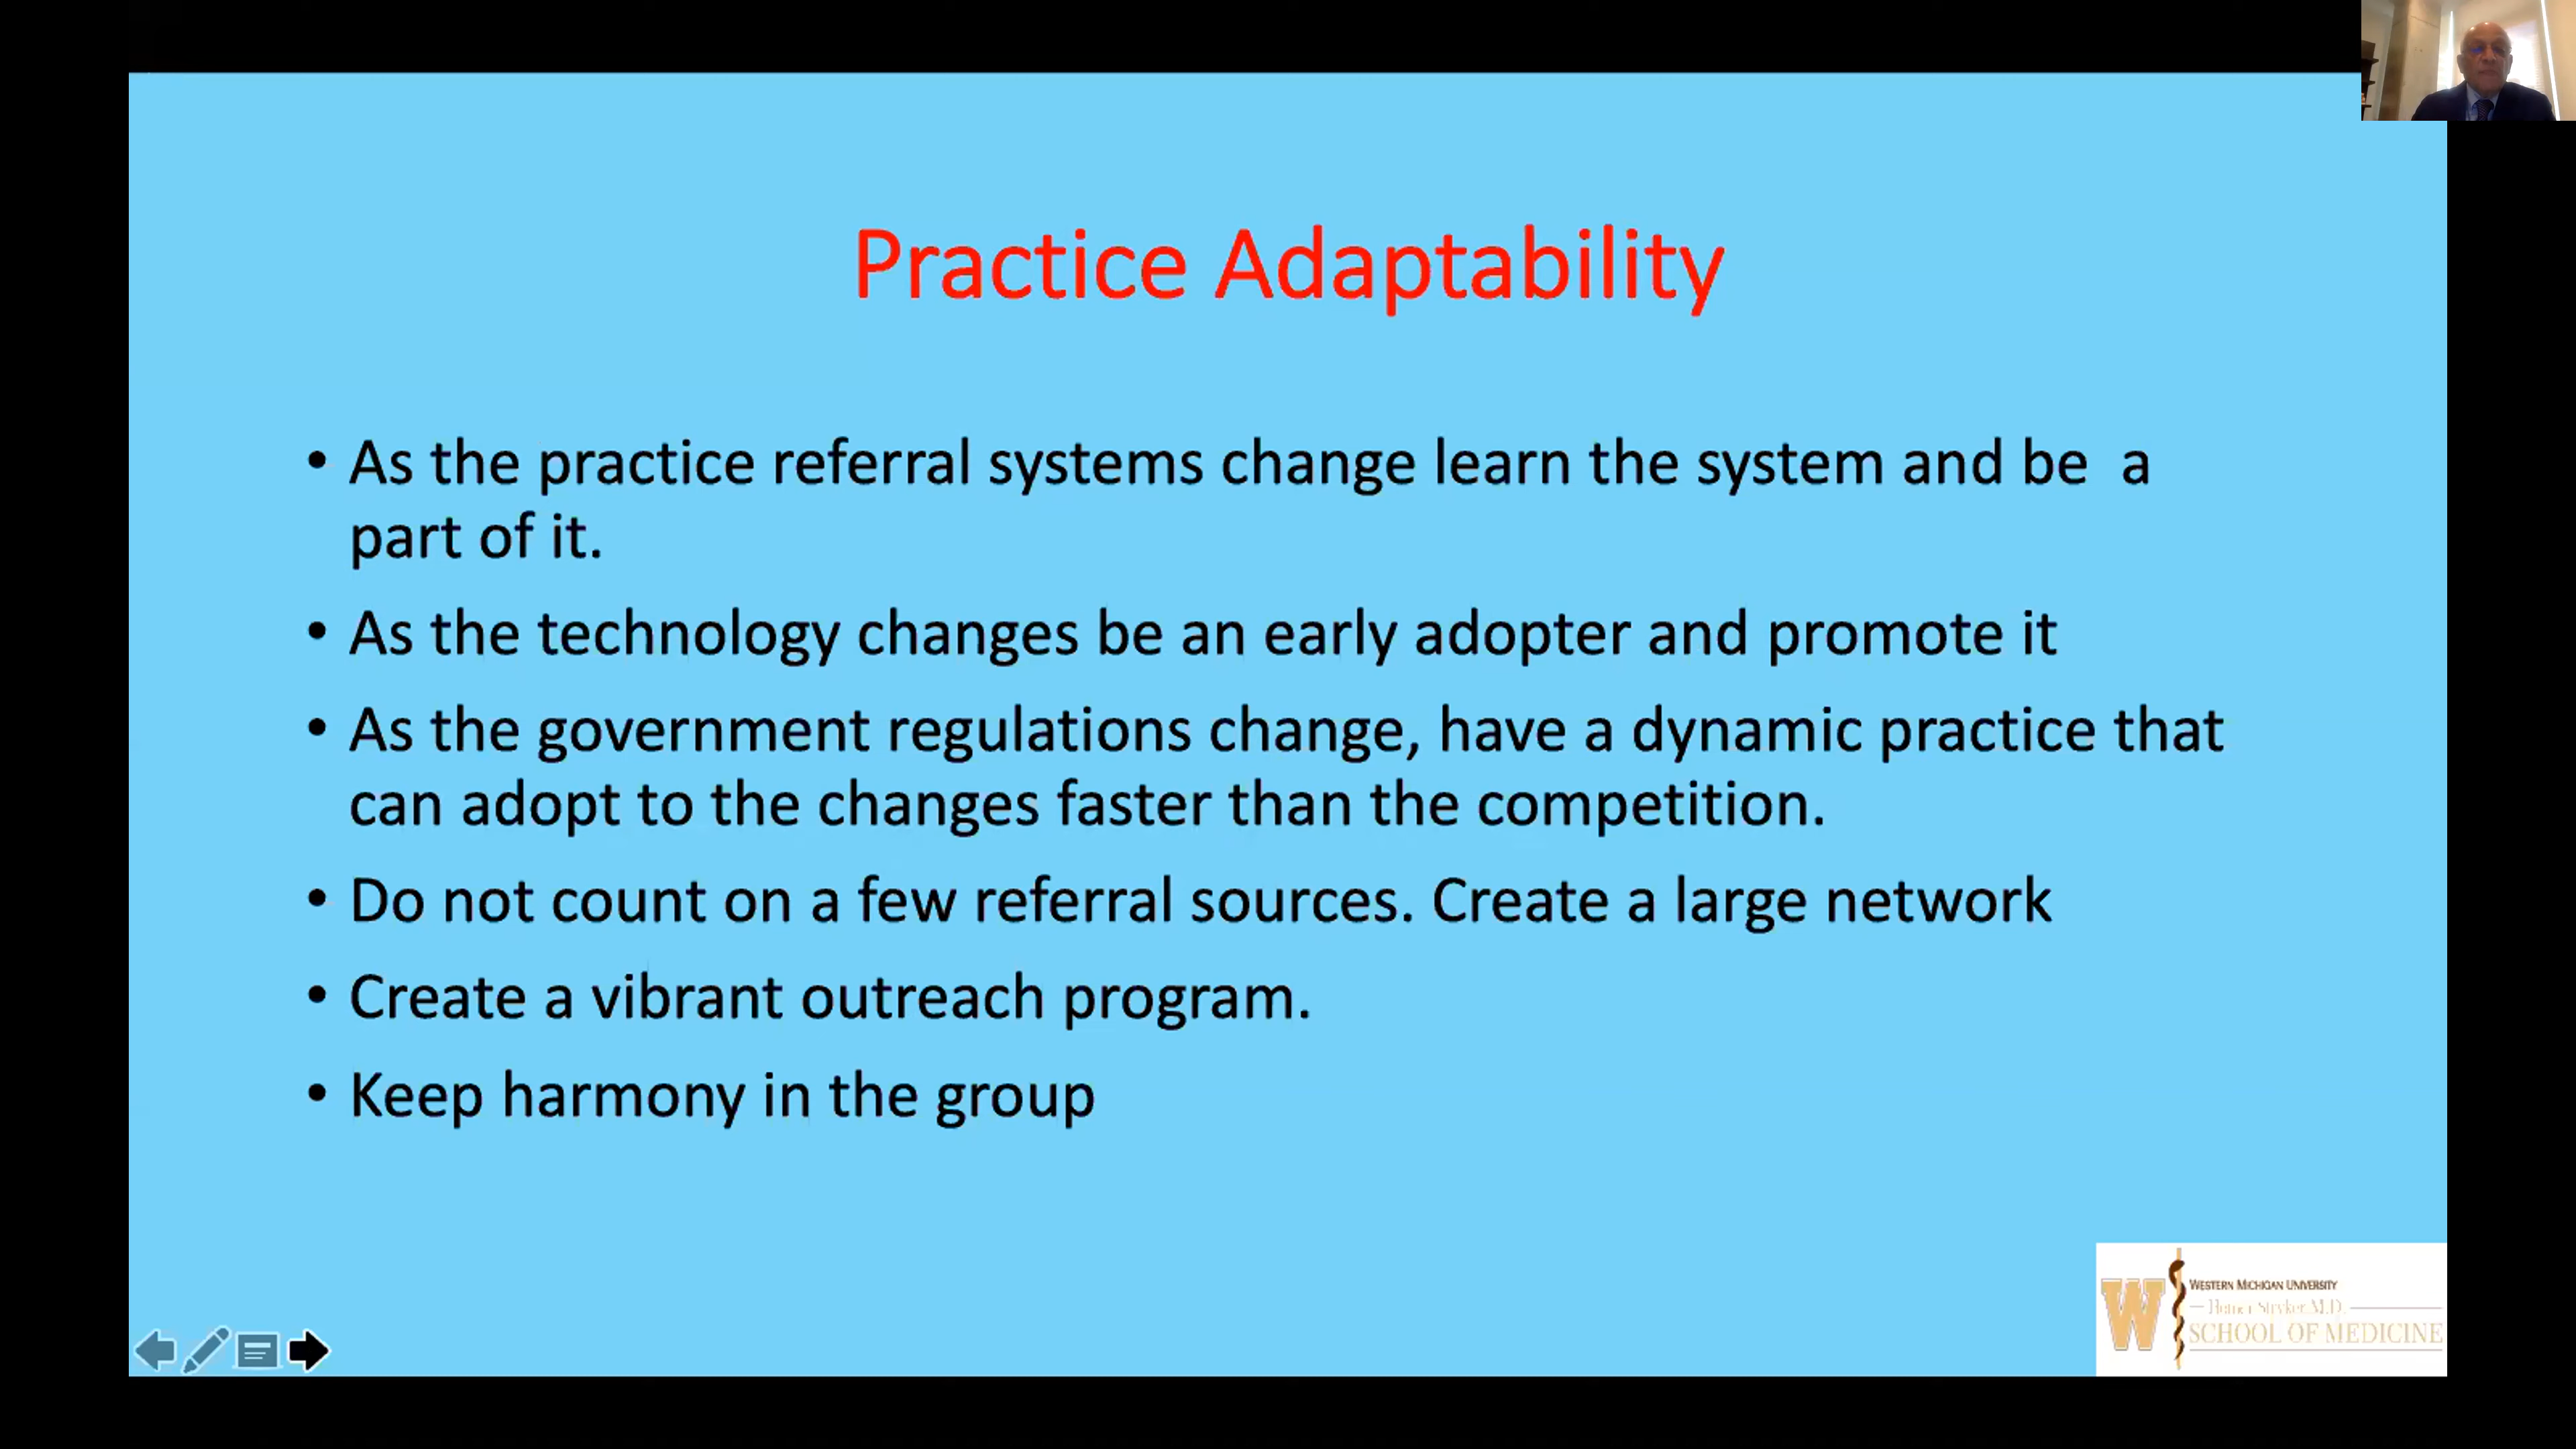 Practice Adaptability
• As the practice referral systems change learn the system and be a
part of it.
• As the technology changes be an early adopter and promote it
• As the government regulations change, have a dynamic practice that
can adopt to the changes faster than the competition.
• Do not count on a few referral sources. Create a large network
• Create a vibrant outreach program.
• Keep harmony in the group
W
WESTERN MICHIGAN UNIVERSITY
Homer Stryker M.D.
SCHOOL OF MEDICINE